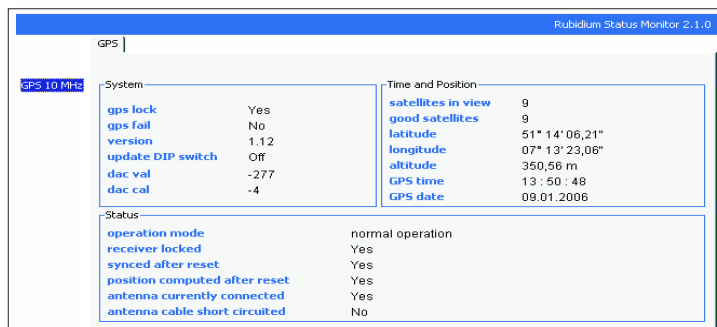 Rubidium Status Monitor 2.1.0
GPS
GPS 10 MHz
System
gps lock Yes
gps fail No
version 1.12
update DIP switch Off
dac val -277
dac cal -4
Time and Position
satellites in view 9
good satellites 9
latitude 51° 14' 06,21"
longitude 07° 13' 23,06"
altitude 350,56 m
GPS time 13 : 50 : 48
GPS date 09.01.2006
Status
operation mode normal operation
receiver locked Yes
synced after reset Yes
position computed after reset Yes
antenna currently connected Yes
antenna cable short circuited No